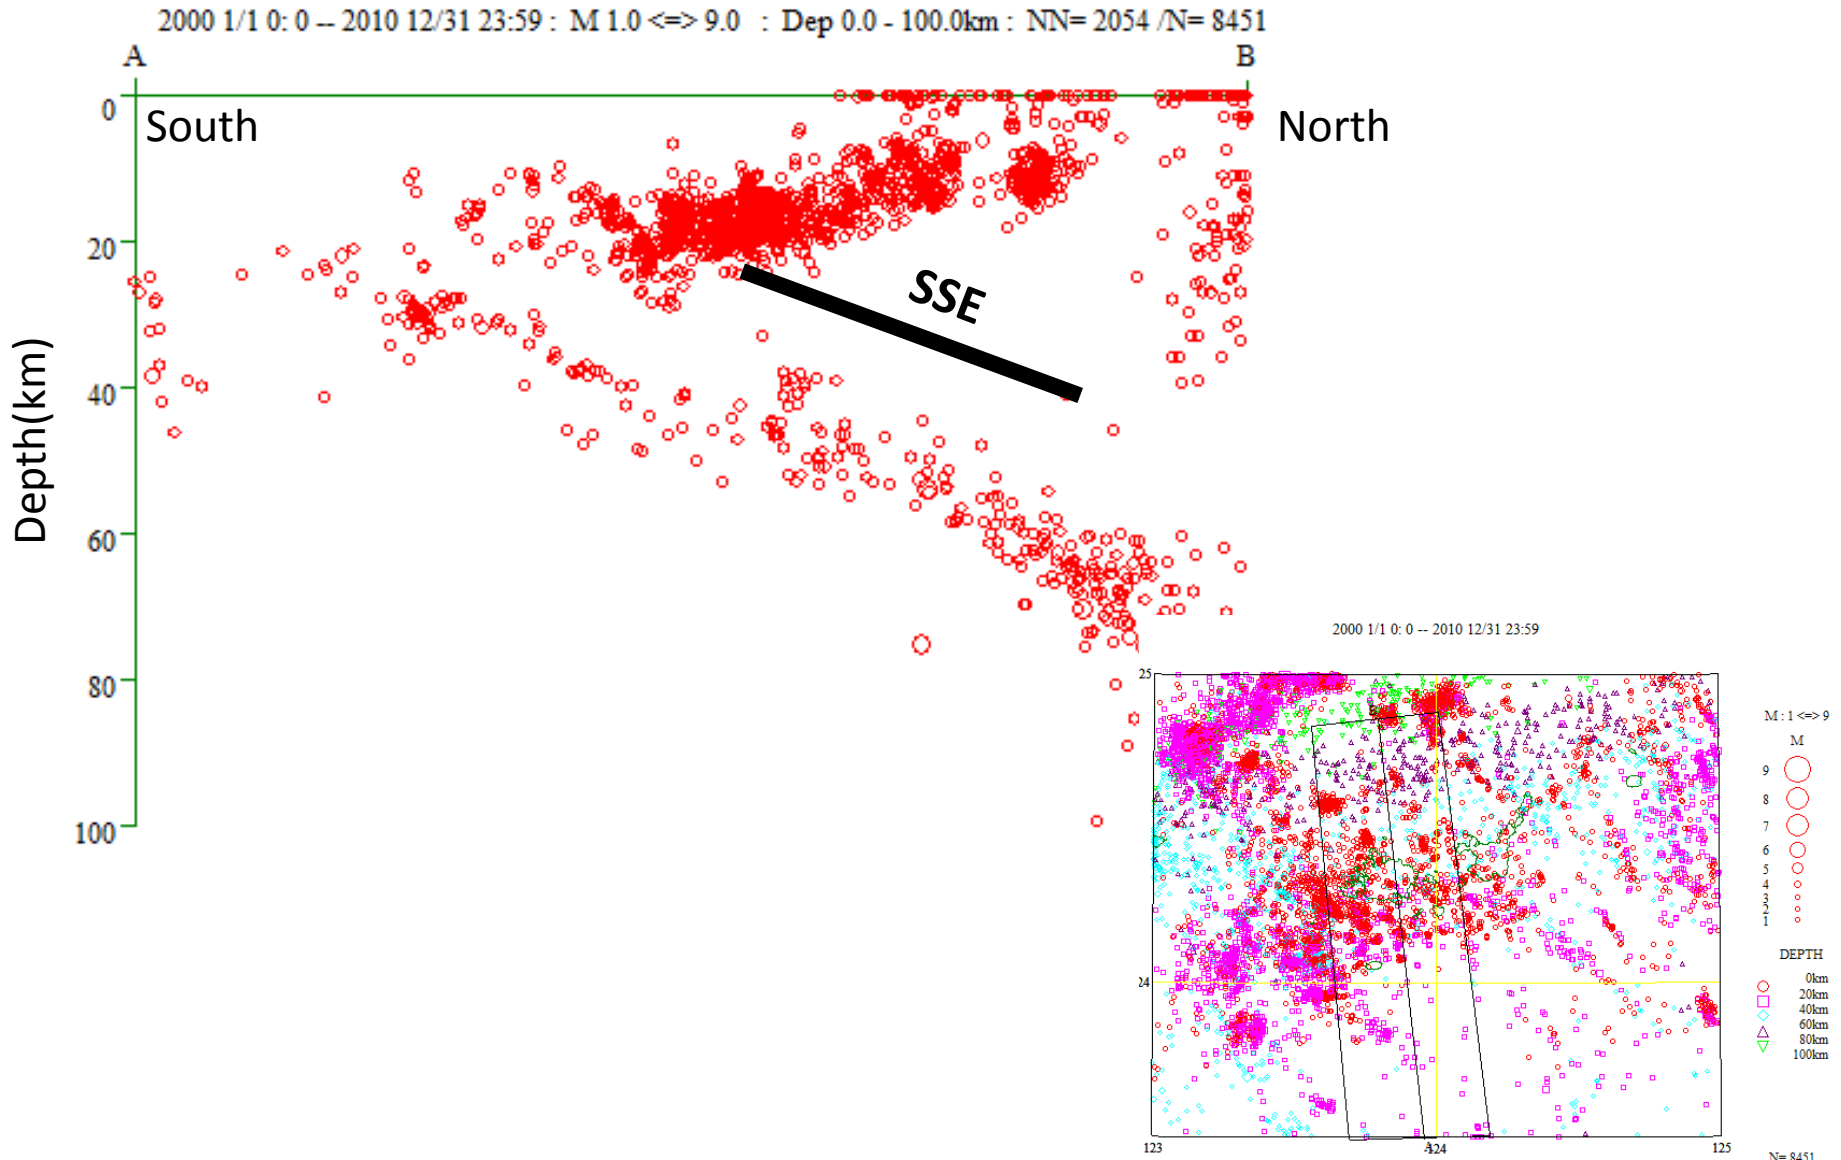 2000 1/1 0: 0 -- 2010 12/31 23:59 : M 1.0 <=> 9.0 : Dep 0.0 - 100.0km : NN= 2054 /N= 8451
A
B
0
South
North
20
SSE
Depth(km)
40
60
80
100
2000 1/1 0: 0 -- 2010 12/31 23:59
25
24
123
124
125
M : 1 <=> 9
M
9
8
7
6
5
4
3
2
1
DEPTH
0km
20km
40km
60km
80km
100km
N= 8451